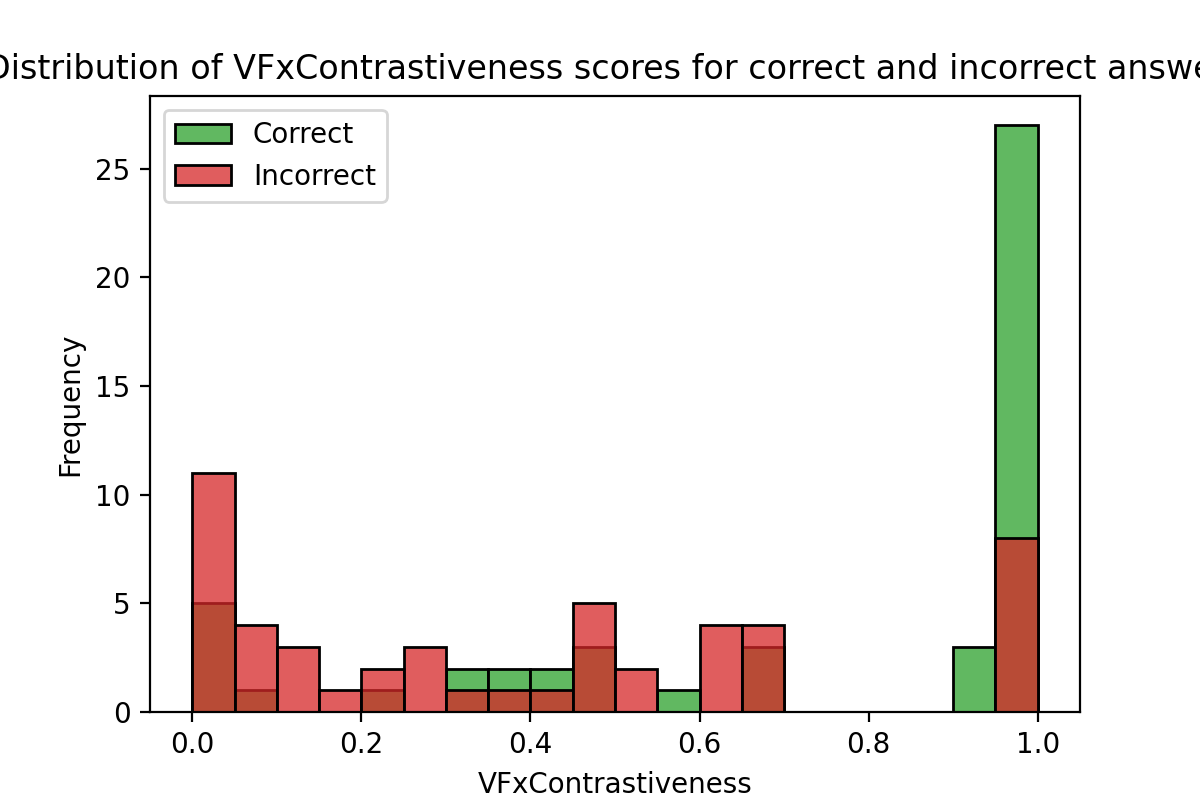 Distribution of VFxContrastiveness scores for correct and incorrect answe
Correct
Incorrect
Frequency
25
20
15
10
5
0
0.0 0.2 0.4 0.6 0.8 1.0
VFxContrastiveness